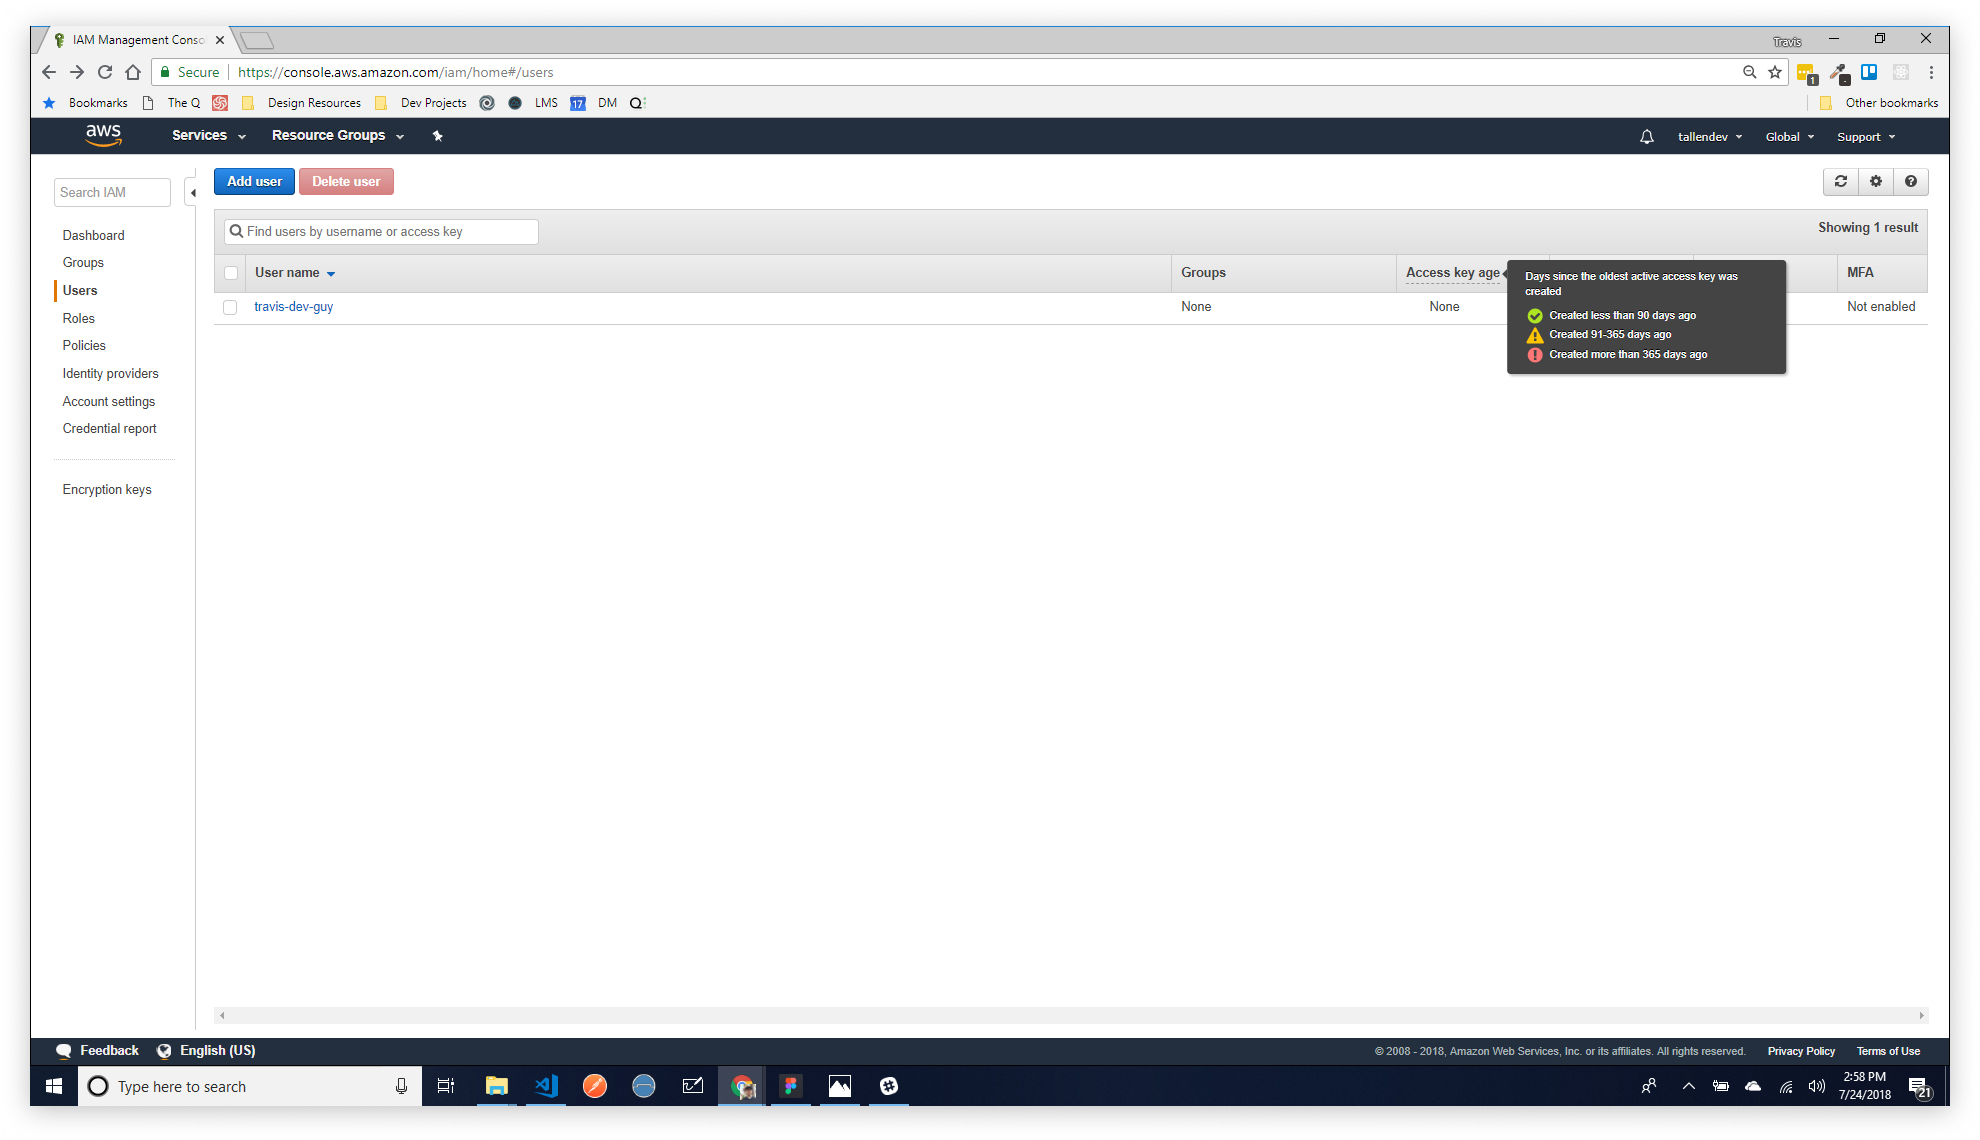 IAM Management Conso
Travis
Secure https://console.aws.amazon.com/iam/home#/users
1
Bookmarks The Q Design Resources Dev Projects LMS 17 DM Q Other bookmarks
aws Services Resource Groups tallendev Global Support
Search IAM
Dashboard
Groups
Users
Roles
Policies
Identity providers
Account settings
Credential report
Encryption keys
Add user Delete user
Find users by username or access key Showing 1 result
User name Groups Access key age MFA
travis-dev-guy None None Not enabled
Days since the oldest active access key was
created
Created less than 90 days ago
Created 91-365 days ago
Created more than 365 days ago
Feedback English (US) © 2008 - 2018, Amazon Web Services, Inc. or its affiliates. All rights reserved. Privacy Policy Terms of Use
Type here to search
2:58 PM
7/24/2018
21